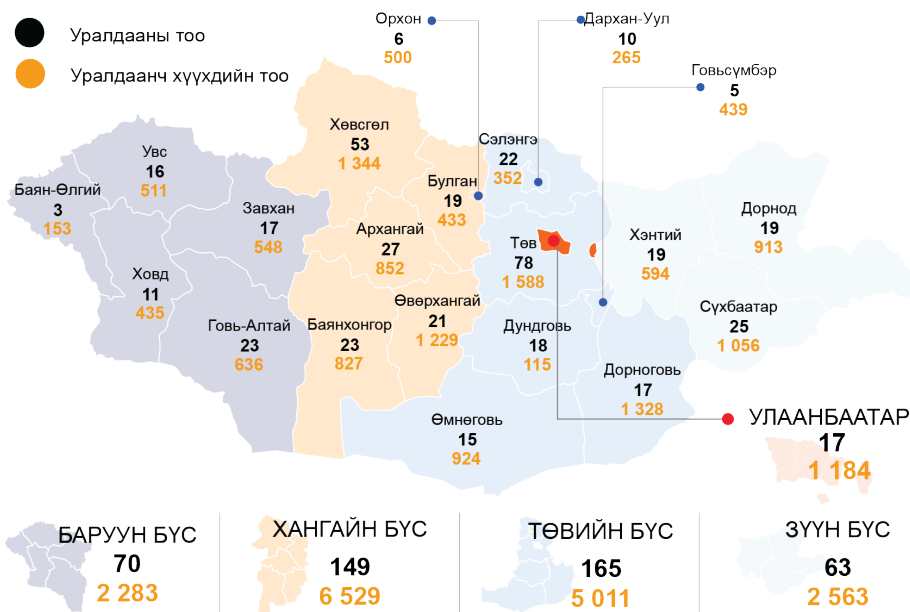 Уралдааны тоо
Уралдаанч хүүхдийн тоо
Орхон
6
500
Дархан-Уул
10
265
Говьсүмбэр
5
439
Хөвсгөл
53
1 344
Сэлэнгэ
22
352
Увс
16
511
Баян-Өлгий
3
153
Завхан
17
548
Булган
19
433
Архангай
27
852
Төв
78
1 588
Хэнтий
19
594
Дорнод
19
913
Ховд
11
435
Говь-Алтай
23
636
Баянхонгор
23
827
Өвөрхангай
21
1 229
Дундговь
18
115
Сүхбаатар
25
1 056
Дорноговь
17
1 328
Өмнөговь
15
924
УЛААНБААТАР
17
1 184
БАРУУН БҮС
70
2 283
ХАНГАЙН БҮС
149
6 529
ТӨВИЙН БҮС
165
5 011
ЗҮҮН БҮС
63
2 563